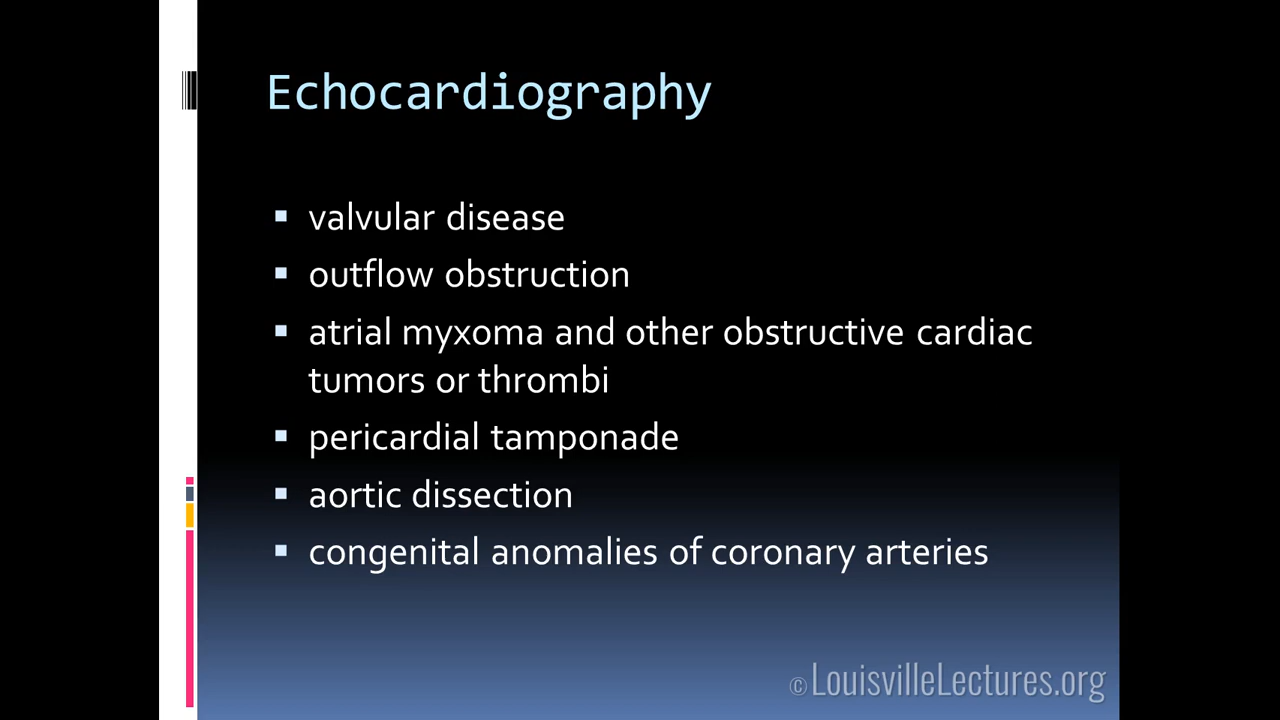 Echocardiography
▪ valvular disease
▪ outflow obstruction
▪ atrial myxoma and other obstructive cardiac
tumors or thrombi
▪ pericardial tamponade
▪ aortic dissection
▪ congenital anomalies of coronary arteries
© LouisvilleLectures.org